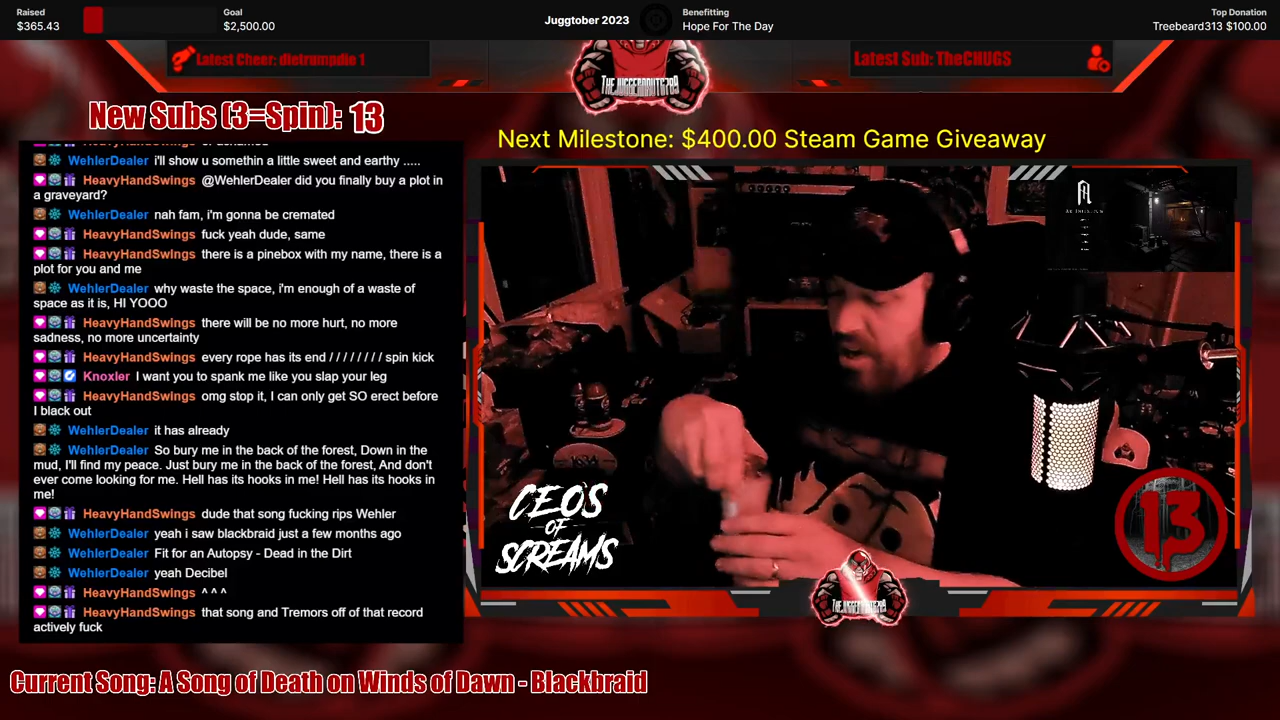 Raised
$365.43
Goal
$2,500.00
Juggtober 2023
Benefitting
Hope For The Day
Top Donation
Treebeard313 $100.00
Latest Cheer: dietrumpdie 1
Latest Sub: TheCHUGS
THEJUGGERNAUT6789
New Subs (3=Spin): 13
Next Milestone: $400.00 Steam Game Giveaway
WehlerDealer i'll show u somethin a little sweet and earthy .....
HeavyHandSwings @WehlerDealer did you finally buy a plot in
a graveyard?
WehlerDealer nah fam, i'm gonna be cremated
HeavyHandSwings fuck yeah dude, same
HeavyHandSwings there is a pinebox with my name, there is a
plot for you and me
WehlerDealer why waste the space, i'm enough of a waste of
space as it is, HI YOOO
HeavyHandSwings there will be no more hurt, no more
sadness, no more uncertainty
HeavyHandSwings every rope has its end / / / / / / / / spin kick
Knoxler I want you to spank me like you slap your leg
HeavyHandSwings omg stop it, I can only get SO erect before
I black out
WehlerDealer it has already
WehlerDealer So bury me in the back of the forest, Down in the
mud, I'll find my peace. Just bury me in the back of the forest, And don't
ever come looking for me. Hell has its hooks in me! Hell has its hooks in
me!
HeavyHandSwings dude that song fucking rips Wehler
WehlerDealer yeah i saw blackbraid just a few months ago
WehlerDealer Fit for an Autopsy - Dead in the Dirt
WehlerDealer yeah Decibel
HeavyHandSwings ^ ^ ^
HeavyHandSwings that song and Tremors off of that record
actively fuck
CEO'S
OF
SCREAMS
13
THEJUGGERNAUT6789
Current Song: A Song of Death on Winds of Dawn - Blackbraid